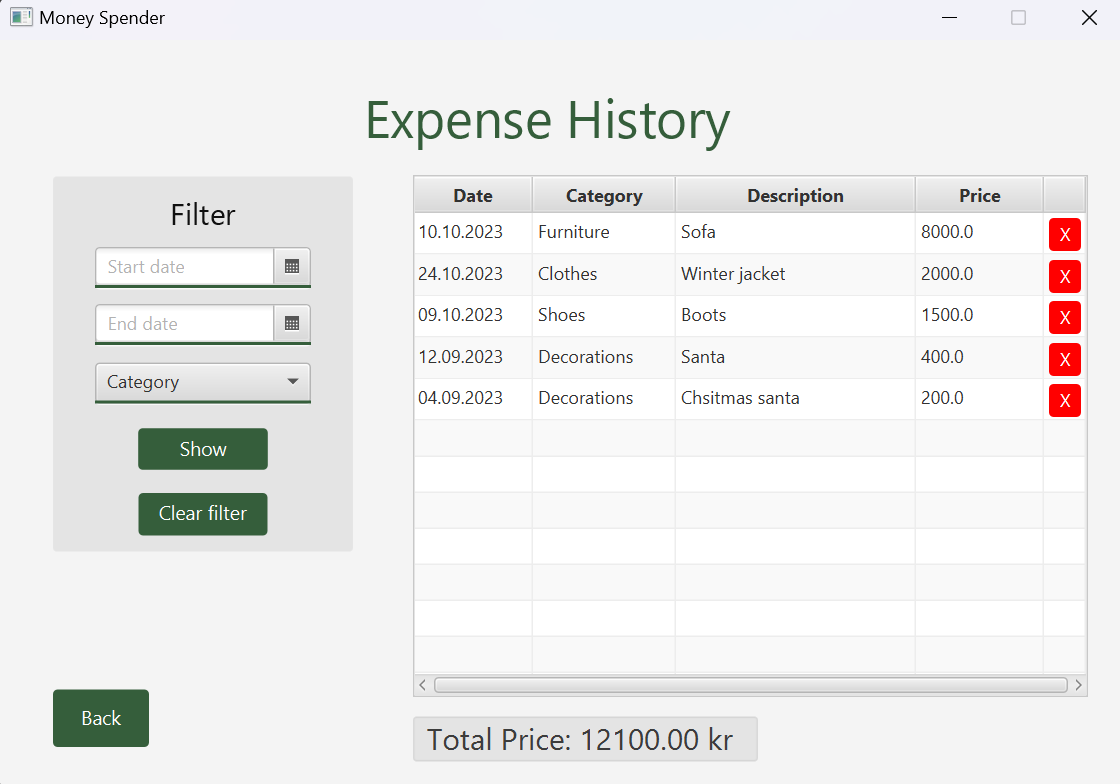 Money Spender
Expense History
Filter
Start date
End date
Category
Show
Clear filter
Back
Date Category Description Price
10.10.2023 Furniture Sofa 8000.0 X
24.10.2023 Clothes Winter jacket 2000.0 X
09.10.2023 Shoes Boots 1500.0 X
12.09.2023 Decorations Santa 400.0 X
04.09.2023 Decorations Chsitmas santa 200.0 X
Total Price: 12100.00 kr